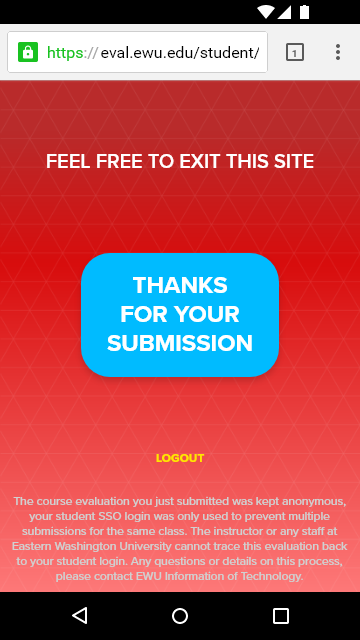 https://eval.ewu.edu/student/
1
FEEL FREE TO EXIT THIS SITE
THANKS
FOR YOUR
SUBMISSION
LOGOUT
The course evaluation you just submitted was kept anonymous,
your student SSO login was only used to prevent multiple
submissions for the same class. The instructor or any staff at
Eastern Washington University cannot trace this evaluation back
to your student login. Any questions or details on this process,
please contact EWU Information of Technology.